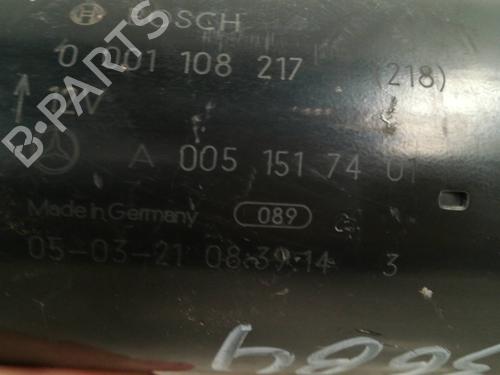 BOSCH
0 001 108 217 (218)
12V
A 005 151 74 01
Made in Germany 089
05-03-21 08:39:14 3
B-PARTS